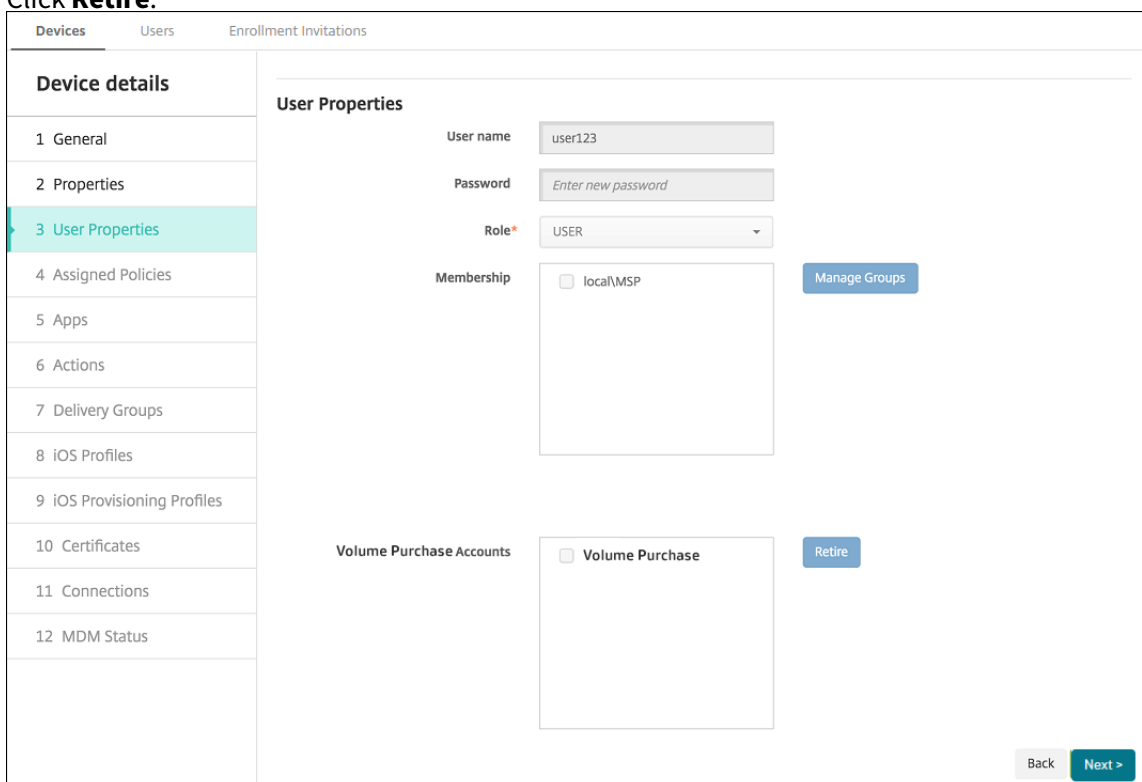 Click Retire.
Devices Users Enrollment Invitations
Device details
1 General
2 Properties
3 User Properties
4 Assigned Policies
5 Apps
6 Actions
7 Delivery Groups
8 iOS Profiles
9 iOS Provisioning Profiles
10 Certificates
11 Connections
12 MDM Status
User Properties
User name user123
Password Enter new password
Role* USER
Membership local\MSP Manage Groups
Volume Purchase Accounts Volume Purchase Retire
Back Next >